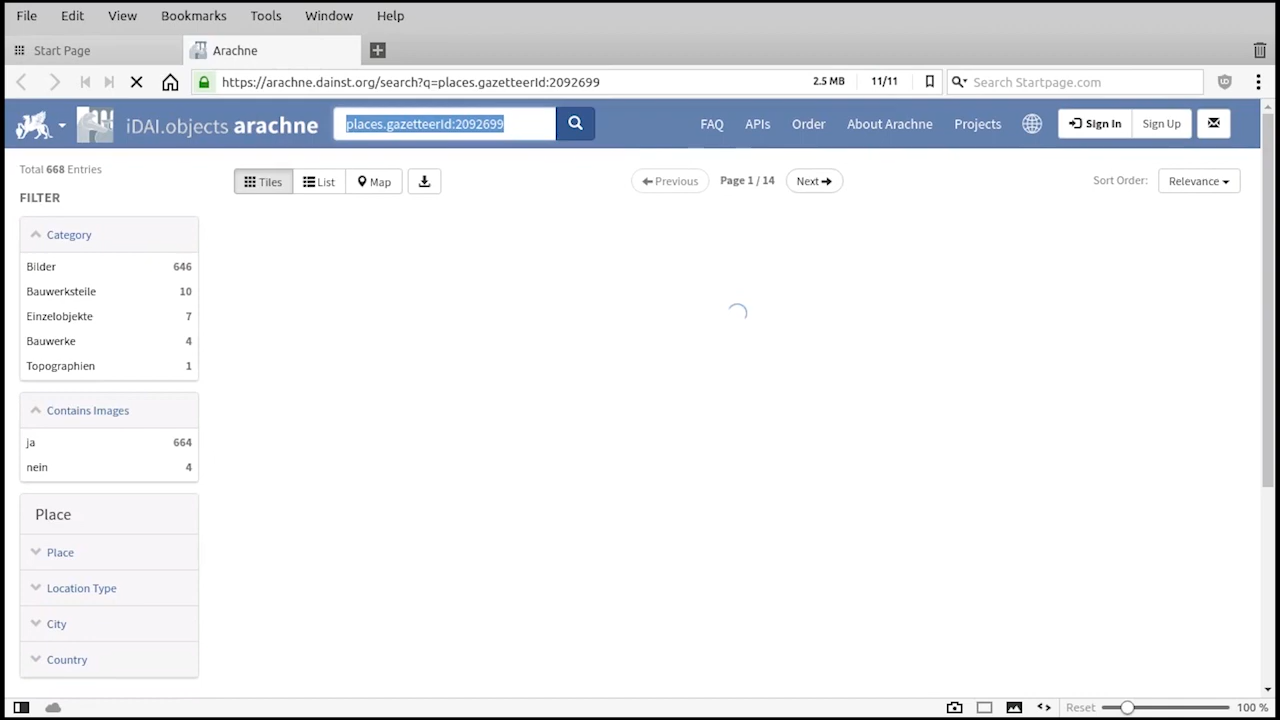 File Edit View Bookmarks Tools Window Help
Start Page Arachne
https://arachne.dainst.org/search?q=places.gazetteerId:2092699 2.5 MB 11/11 Search Startpage.com
iDAI.objects arachne places.gazetteerId:2092699 FAQ APIs Order About Arachne Projects Sign In Sign Up
Total 668 Entries
Tiles List Map Previous Page 1 / 14 Next Sort Order: Relevance
FILTER
Category
Bilder 646
Bauwerksteile 10
Einzelobjekte 7
Bauwerke 4
Topographien 1
Contains Images
ja 664
nein 4
Place
Place
Location Type
City
Country
Reset 100 %